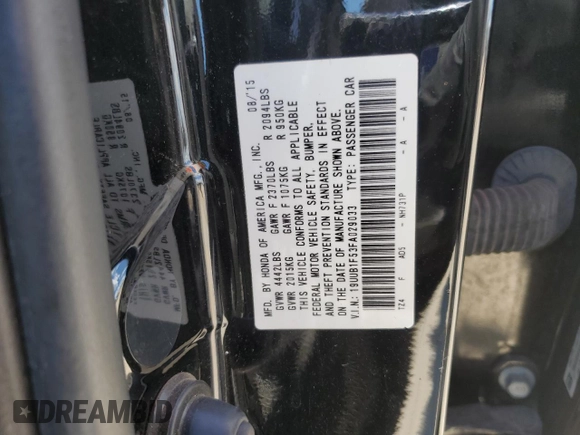 MFD. BY HONDA OF AMERICA MFG., INC. 08/15
GVWR 4442LBS GAWR F 2370LBS R 2094LBS
GVWR 2015KG GAWR F 1075KG R 950KG
THIS VEHICLE CONFORMS TO ALL APPLICABLE
FEDERAL MOTOR VEHICLE SAFETY, BUMPER,
AND THEFT PREVENTION STANDARDS IN EFFECT
ON THE DATE OF MANUFACTURE SHOWN ABOVE.
V.I.N.: 19UUB1F53FA029033 TYPE: PASSENGER CAR
TZ4 F AD5 - NH731P - A - A
DREAMBID